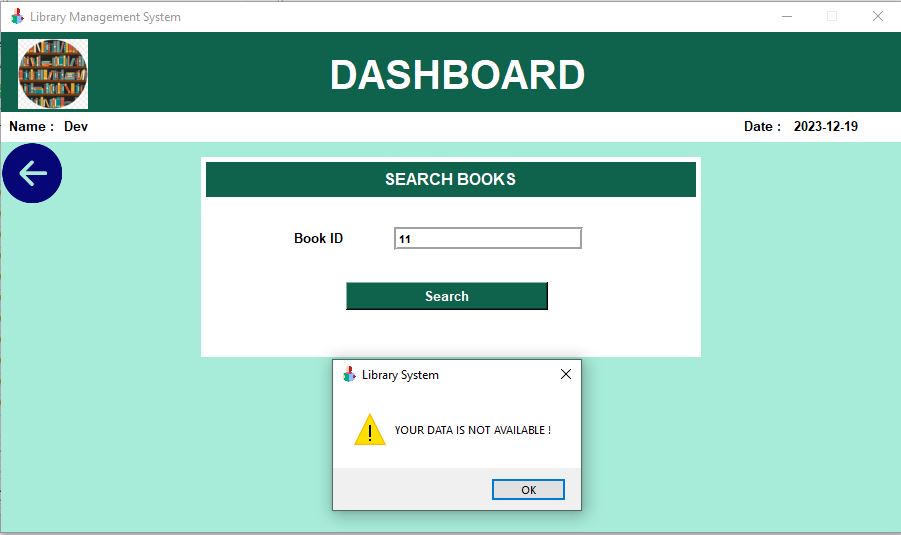 Library Management System
DASHBOARD
Name : Dev
Date : 2023-12-19
SEARCH BOOKS
Book ID 11
Search
Library System
YOUR DATA IS NOT AVAILABLE !
OK